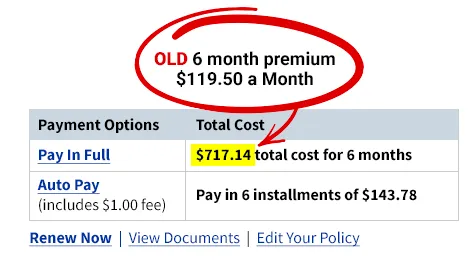 OLD 6 month premium
$119.50 a Month
Payment Options Total Cost
Pay In Full $717.14 total cost for 6 months
Auto Pay
(includes $1.00 fee) Pay in 6 installments of $143.78
Renew Now | View Documents | Edit Your Policy